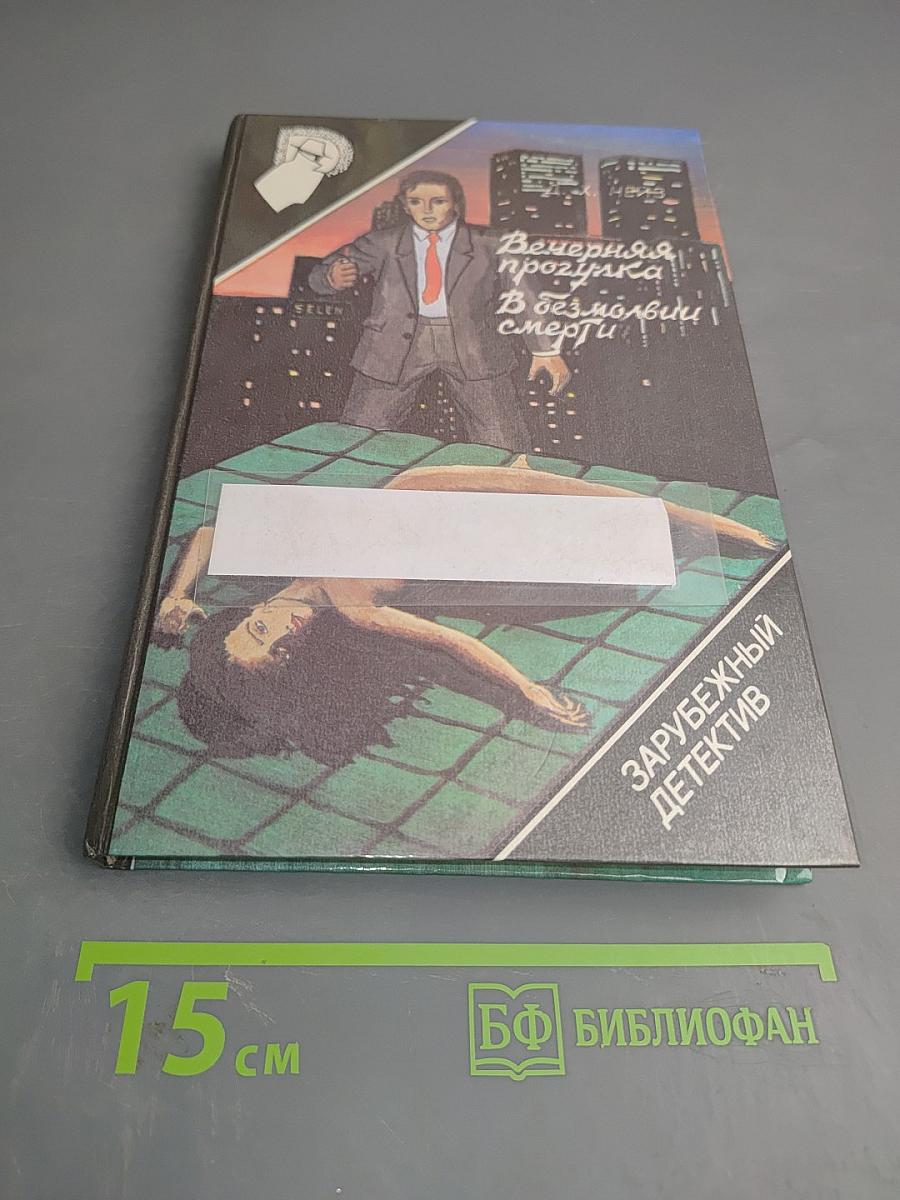 Д. Х. Чейз
Вечерняя
прогулка
В безмолвии
смерти
SELEN
ЗАРУБЕЖНЫЙ
ДЕТЕКТИВ
15 см
БФ БИБЛИОФАН